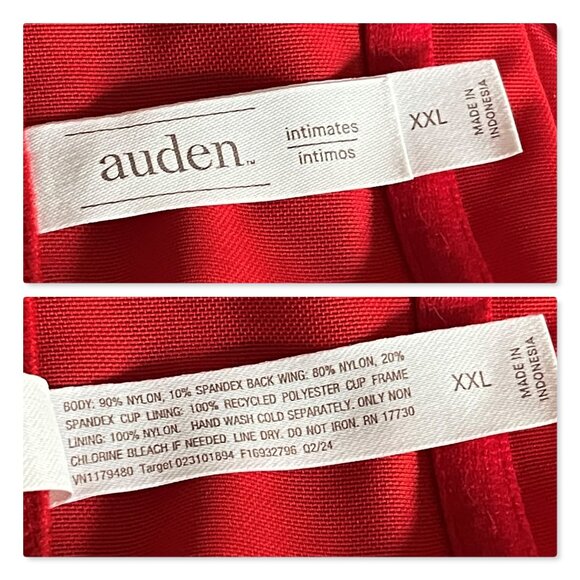 auden™
intimates
íntimos
XXL
MADE IN
INDONESIA
BODY: 90% NYLON, 10% SPANDEX BACK WING: 80% NYLON, 20%
SPANDEX CUP LINING: 100% RECYCLED POLYESTER CUP FRAME
LINING: 100% NYLON. HAND WASH COLD SEPARATELY. ONLY NON
CHLORINE BLEACH IF NEEDED. LINE DRY. DO NOT IRON. RN 17730
VN1179480 Target 023101894 F16932796 02/24
XXL
MADE IN
INDONESIA